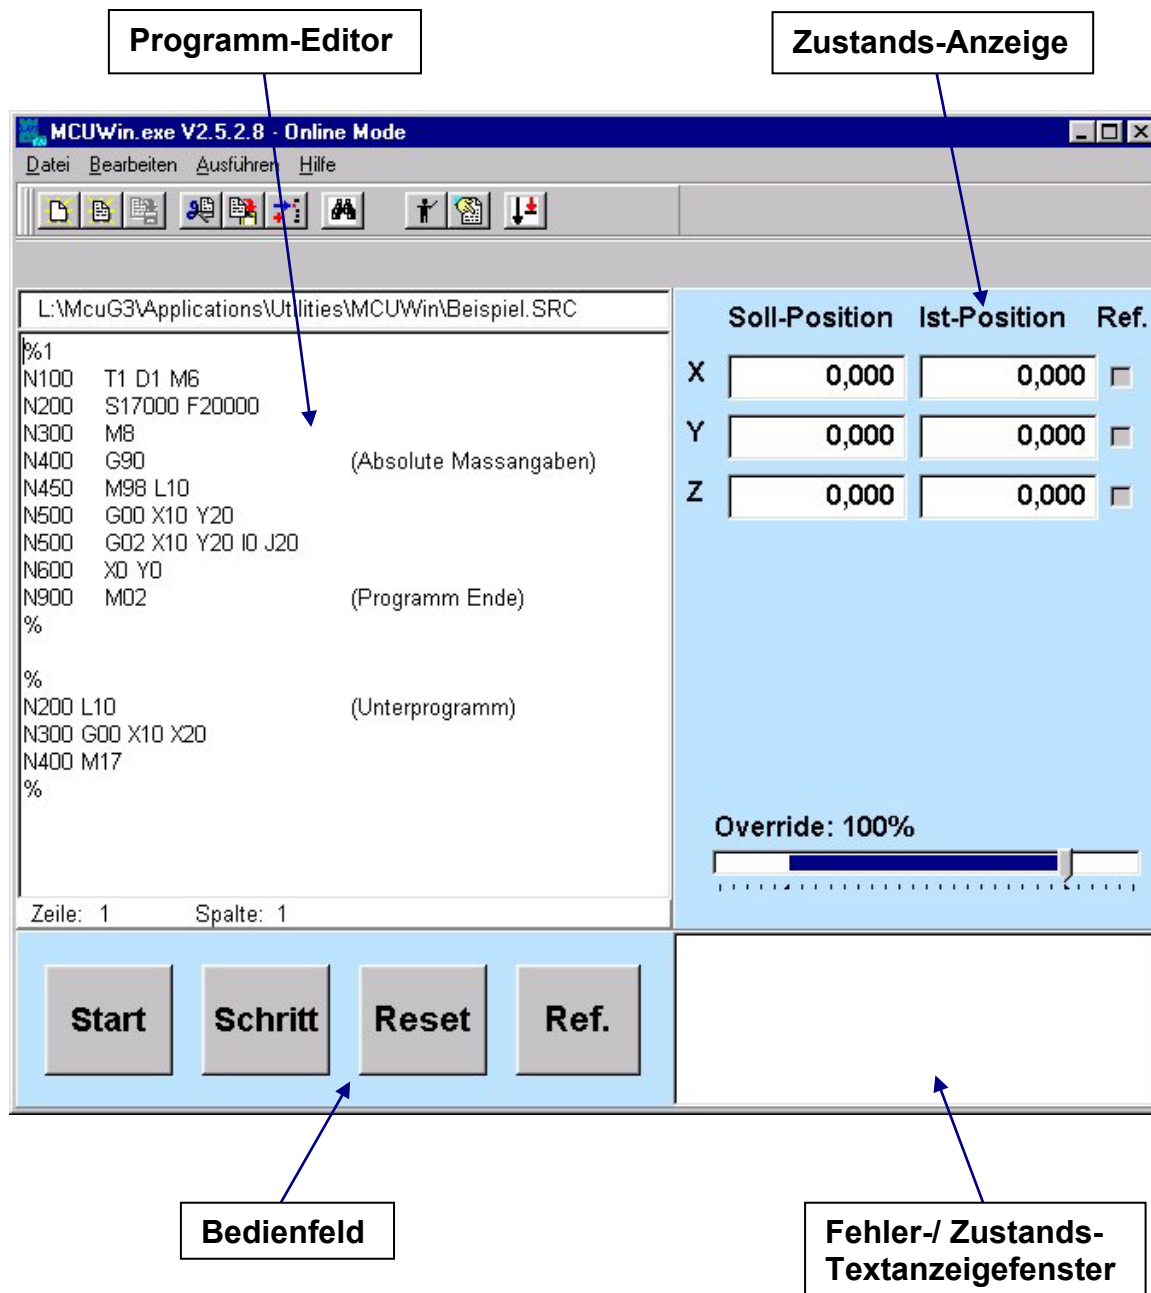 Programm-Editor
Zustands-Anzeige
MCUWin.exe V2.5.2.8 - Online Mode
Datei Bearbeiten Ausführen Hilfe
L:\McuG3\Applications\Utilities\MCUWin\Beispiel.SRC
%1
N100 T1 D1 M6
N200 S17000 F20000
N300 M8
N400 G90 (Absolute Massangaben)
N450 M98 L10
N500 G00 X10 Y20
N500 G02 X10 Y20 I0 J20
N600 X0 Y0
N900 M02 (Programm Ende)
%
%
N200 L10 (Unterprogramm)
N300 G00 X10 X20
N400 M17
%
Zeile: 1 Spalte: 1
Soll-Position Ist-Position Ref.
X 0,000 0,000
Y 0,000 0,000
Z 0,000 0,000
Override: 100%
Start Schritt Reset Ref.
Bedienfeld
Fehler-/ Zustands-
Textanzeigefenster